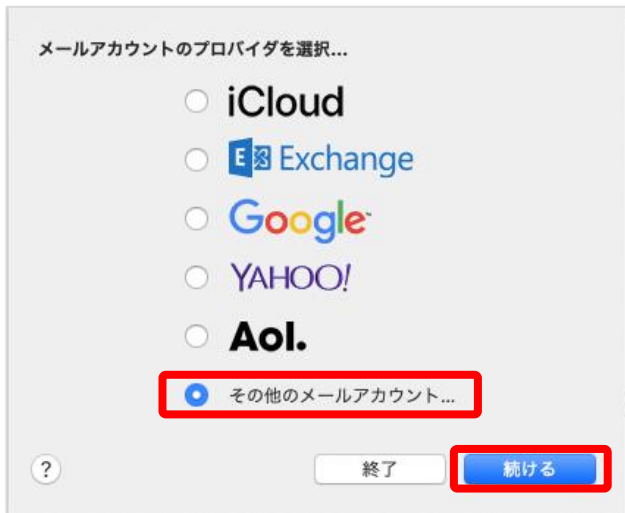 メールアカウントのプロバイダを選択...
iCloud
E Exchange
Google
YAHOO!
Aol.
その他のメールアカウント...
? 終了 続ける